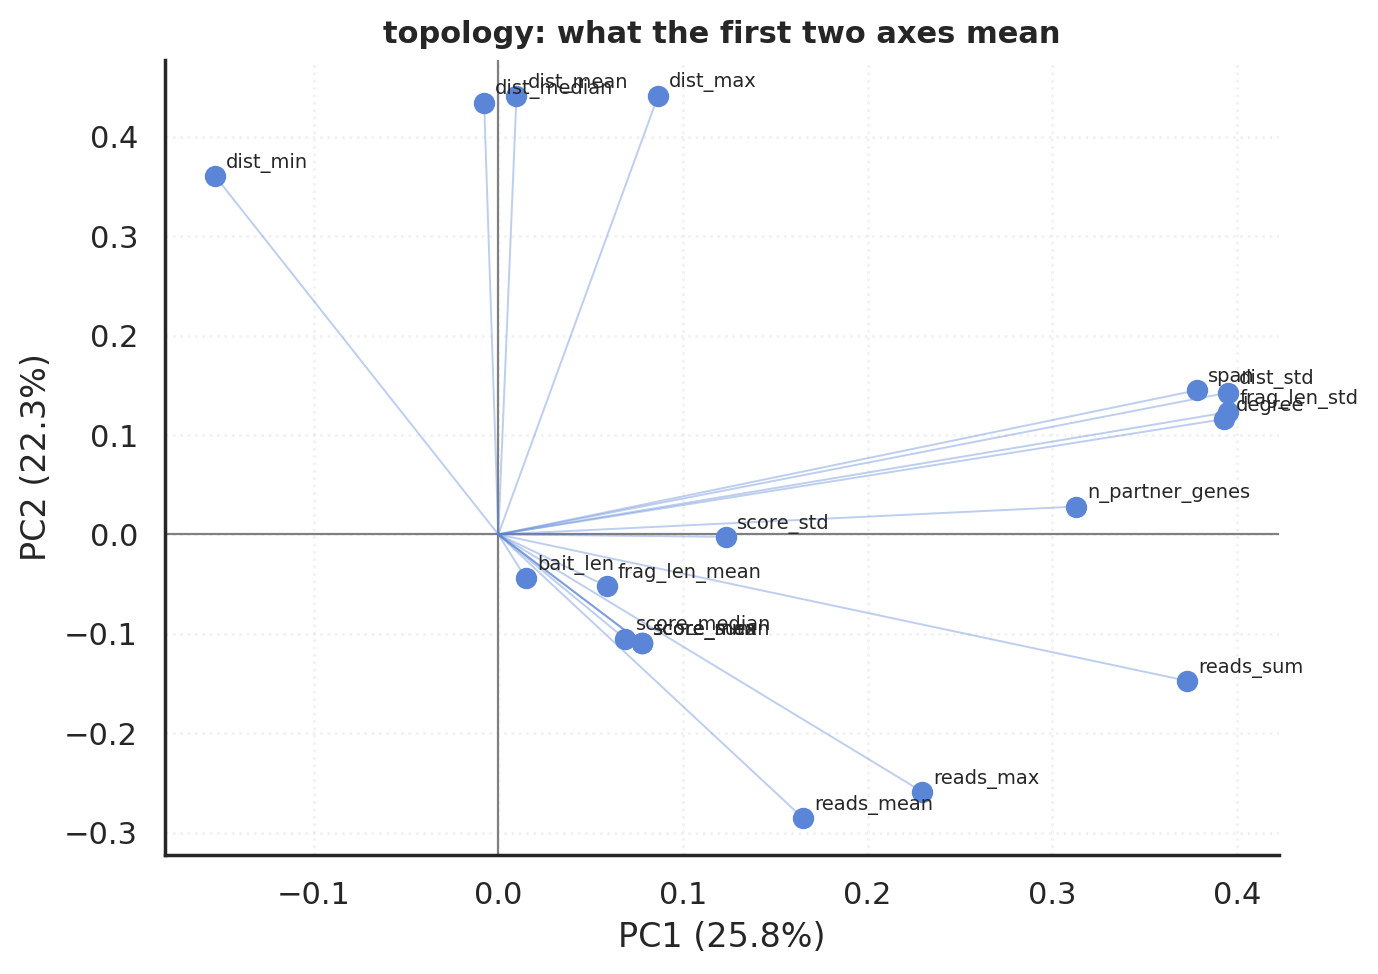 topology: what the first two axes mean
dist_mean
dist_median
dist_max
dist_min
span
dist_std
frag_len_std
degree
n_partner_genes
score_std
bait_len
frag_len_mean
score_median
reads_sum
reads_max
reads_mean
0.4
0.3
0.2
0.1
0.0
−0.1
−0.2
−0.3
PC2 (22.3%)
−0.1
0.0
0.1
0.2
0.3
0.4
PC1 (25.8%)